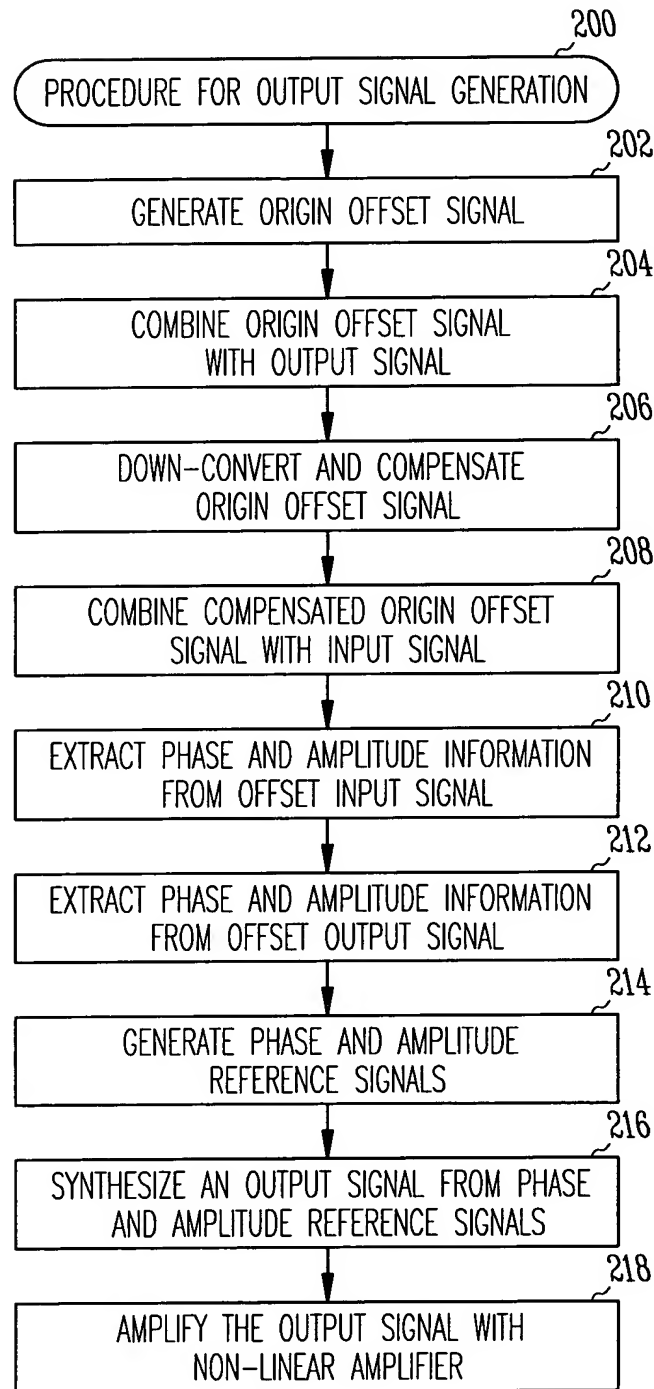 200
PROCEDURE FOR OUTPUT SIGNAL GENERATION
202
GENERATE ORIGIN OFFSET SIGNAL
204
COMBINE ORIGIN OFFSET SIGNAL
WITH OUTPUT SIGNAL
206
DOWN-CONVERT AND COMPENSATE
ORIGIN OFFSET SIGNAL
208
COMBINE COMPENSATED ORIGIN OFFSET
SIGNAL WITH INPUT SIGNAL
210
EXTRACT PHASE AND AMPLITUDE INFORMATION
FROM OFFSET INPUT SIGNAL
212
EXTRACT PHASE AND AMPLITUDE INFORMATION
FROM OFFSET OUTPUT SIGNAL
214
GENERATE PHASE AND AMPLITUDE
REFERENCE SIGNALS
216
SYNTHESIZE AN OUTPUT SIGNAL FROM PHASE
AND AMPLITUDE REFERENCE SIGNALS
218
AMPLIFY THE OUTPUT SIGNAL WITH
NON-LINEAR AMPLIFIER